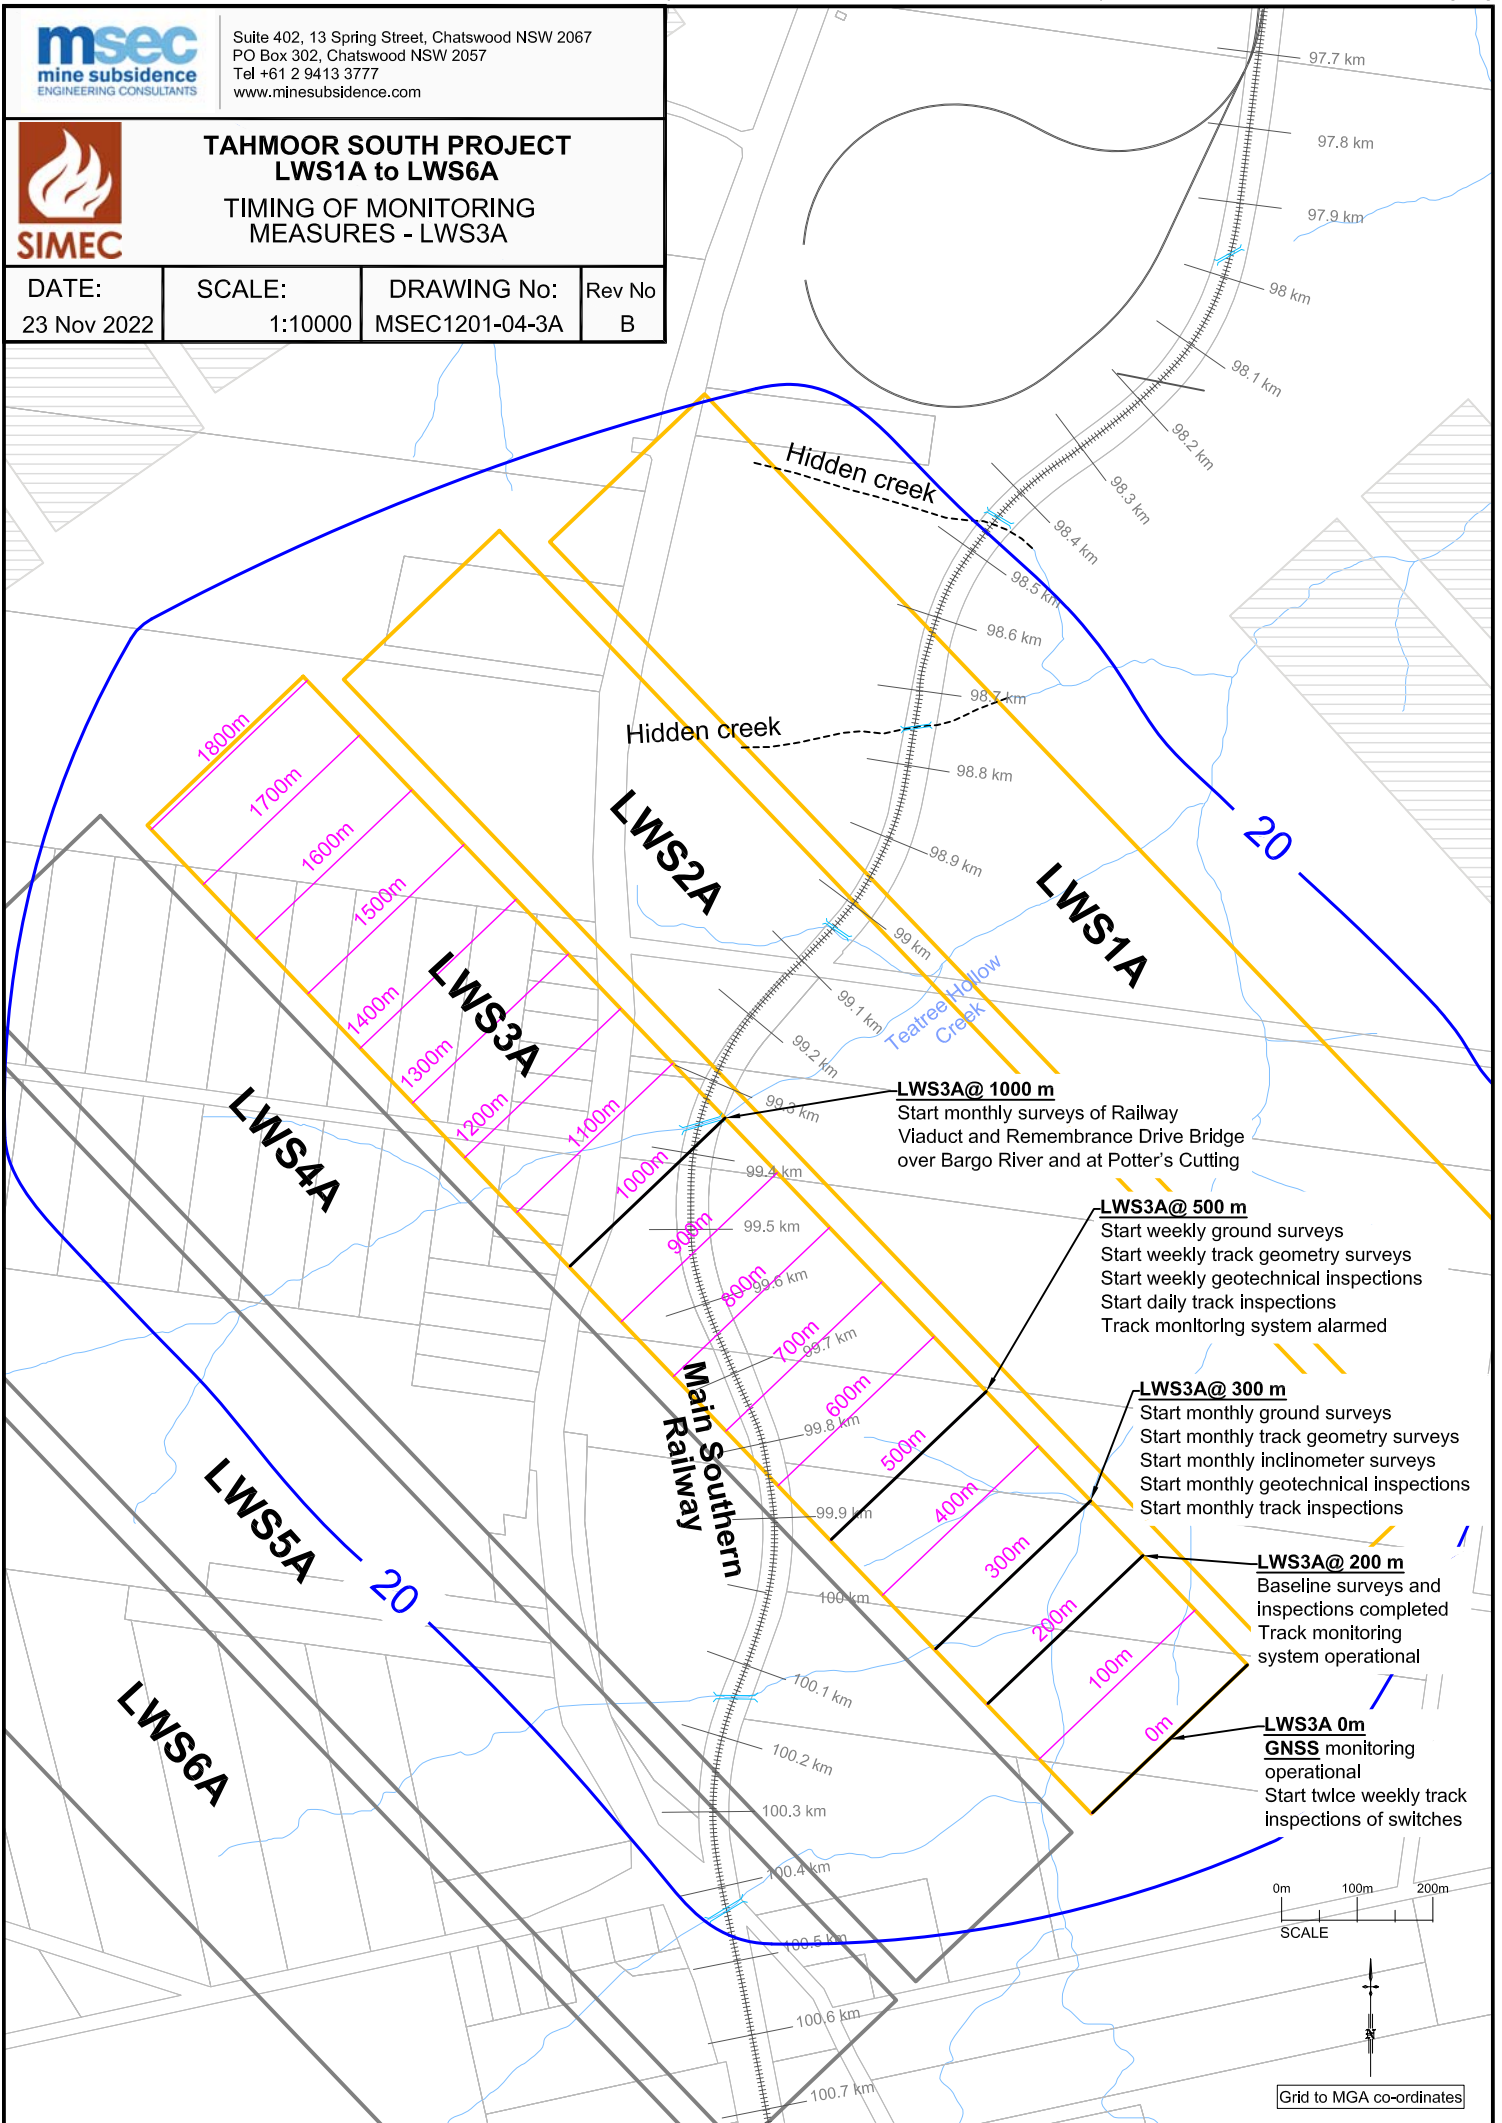 msec
mine subsidence
ENGINEERING CONSULTANTS
Suite 402, 13 Spring Street, Chatswood NSW 2067
PO Box 302, Chatswood NSW 2057
Tel +61 2 9413 3777
www.minesubsidence.com
SIMEC
TAHMOOR SOUTH PROJECT
LWS1A to LWS6A
TIMING OF MONITORING
MEASURES - LWS3A
DATE:
23 Nov 2022
SCALE:
1:10000
DRAWING No:
MSEC1201-04-3A
Rev No
B
97.7 km
97.8 km
97.9 km
98 km
98.1 km
98.2 km
98.3 km
98.4 km
98.5 km
98.6 km
98.7 km
98.8 km
98.9 km
99 km
99.1 km
99.2 km
99.3 km
99.4 km
99.5 km
99.6 km
99.7 km
99.8 km
99.9 km
100 km
100.1 km
100.2 km
100.3 km
100.4 km
100.5 km
100.6 km
100.7 km
Hidden creek
Hidden creek
Teatree Hollow
Creek
20
20
LWS1A
LWS2A
LWS3A
LWS4A
LWS5A
LWS6A
Main Southern
Railway
1800m
1700m
1600m
1500m
1400m
1300m
1200m
1100m
1000m
900m
800m
700m
600m
500m
400m
300m
200m
100m
0m
LWS3A@ 1000 m
Start monthly surveys of Railway
Viaduct and Remembrance Drive Bridge
over Bargo River and at Potter's Cutting
LWS3A@ 500 m
Start weekly ground surveys
Start weekly track geometry surveys
Start weekly geotechnical inspections
Start daily track inspections
Track monitoring system alarmed
LWS3A@ 300 m
Start monthly ground surveys
Start monthly track geometry surveys
Start monthly inclinometer surveys
Start monthly geotechnical inspections
Start monthly track inspections
LWS3A@ 200 m
Baseline surveys and
inspections completed
Track monitoring
system operational
LWS3A 0m
GNSS monitoring
operational
Start twice weekly track
inspections of switches
0m 100m 200m
SCALE
N
Grid to MGA co-ordinates